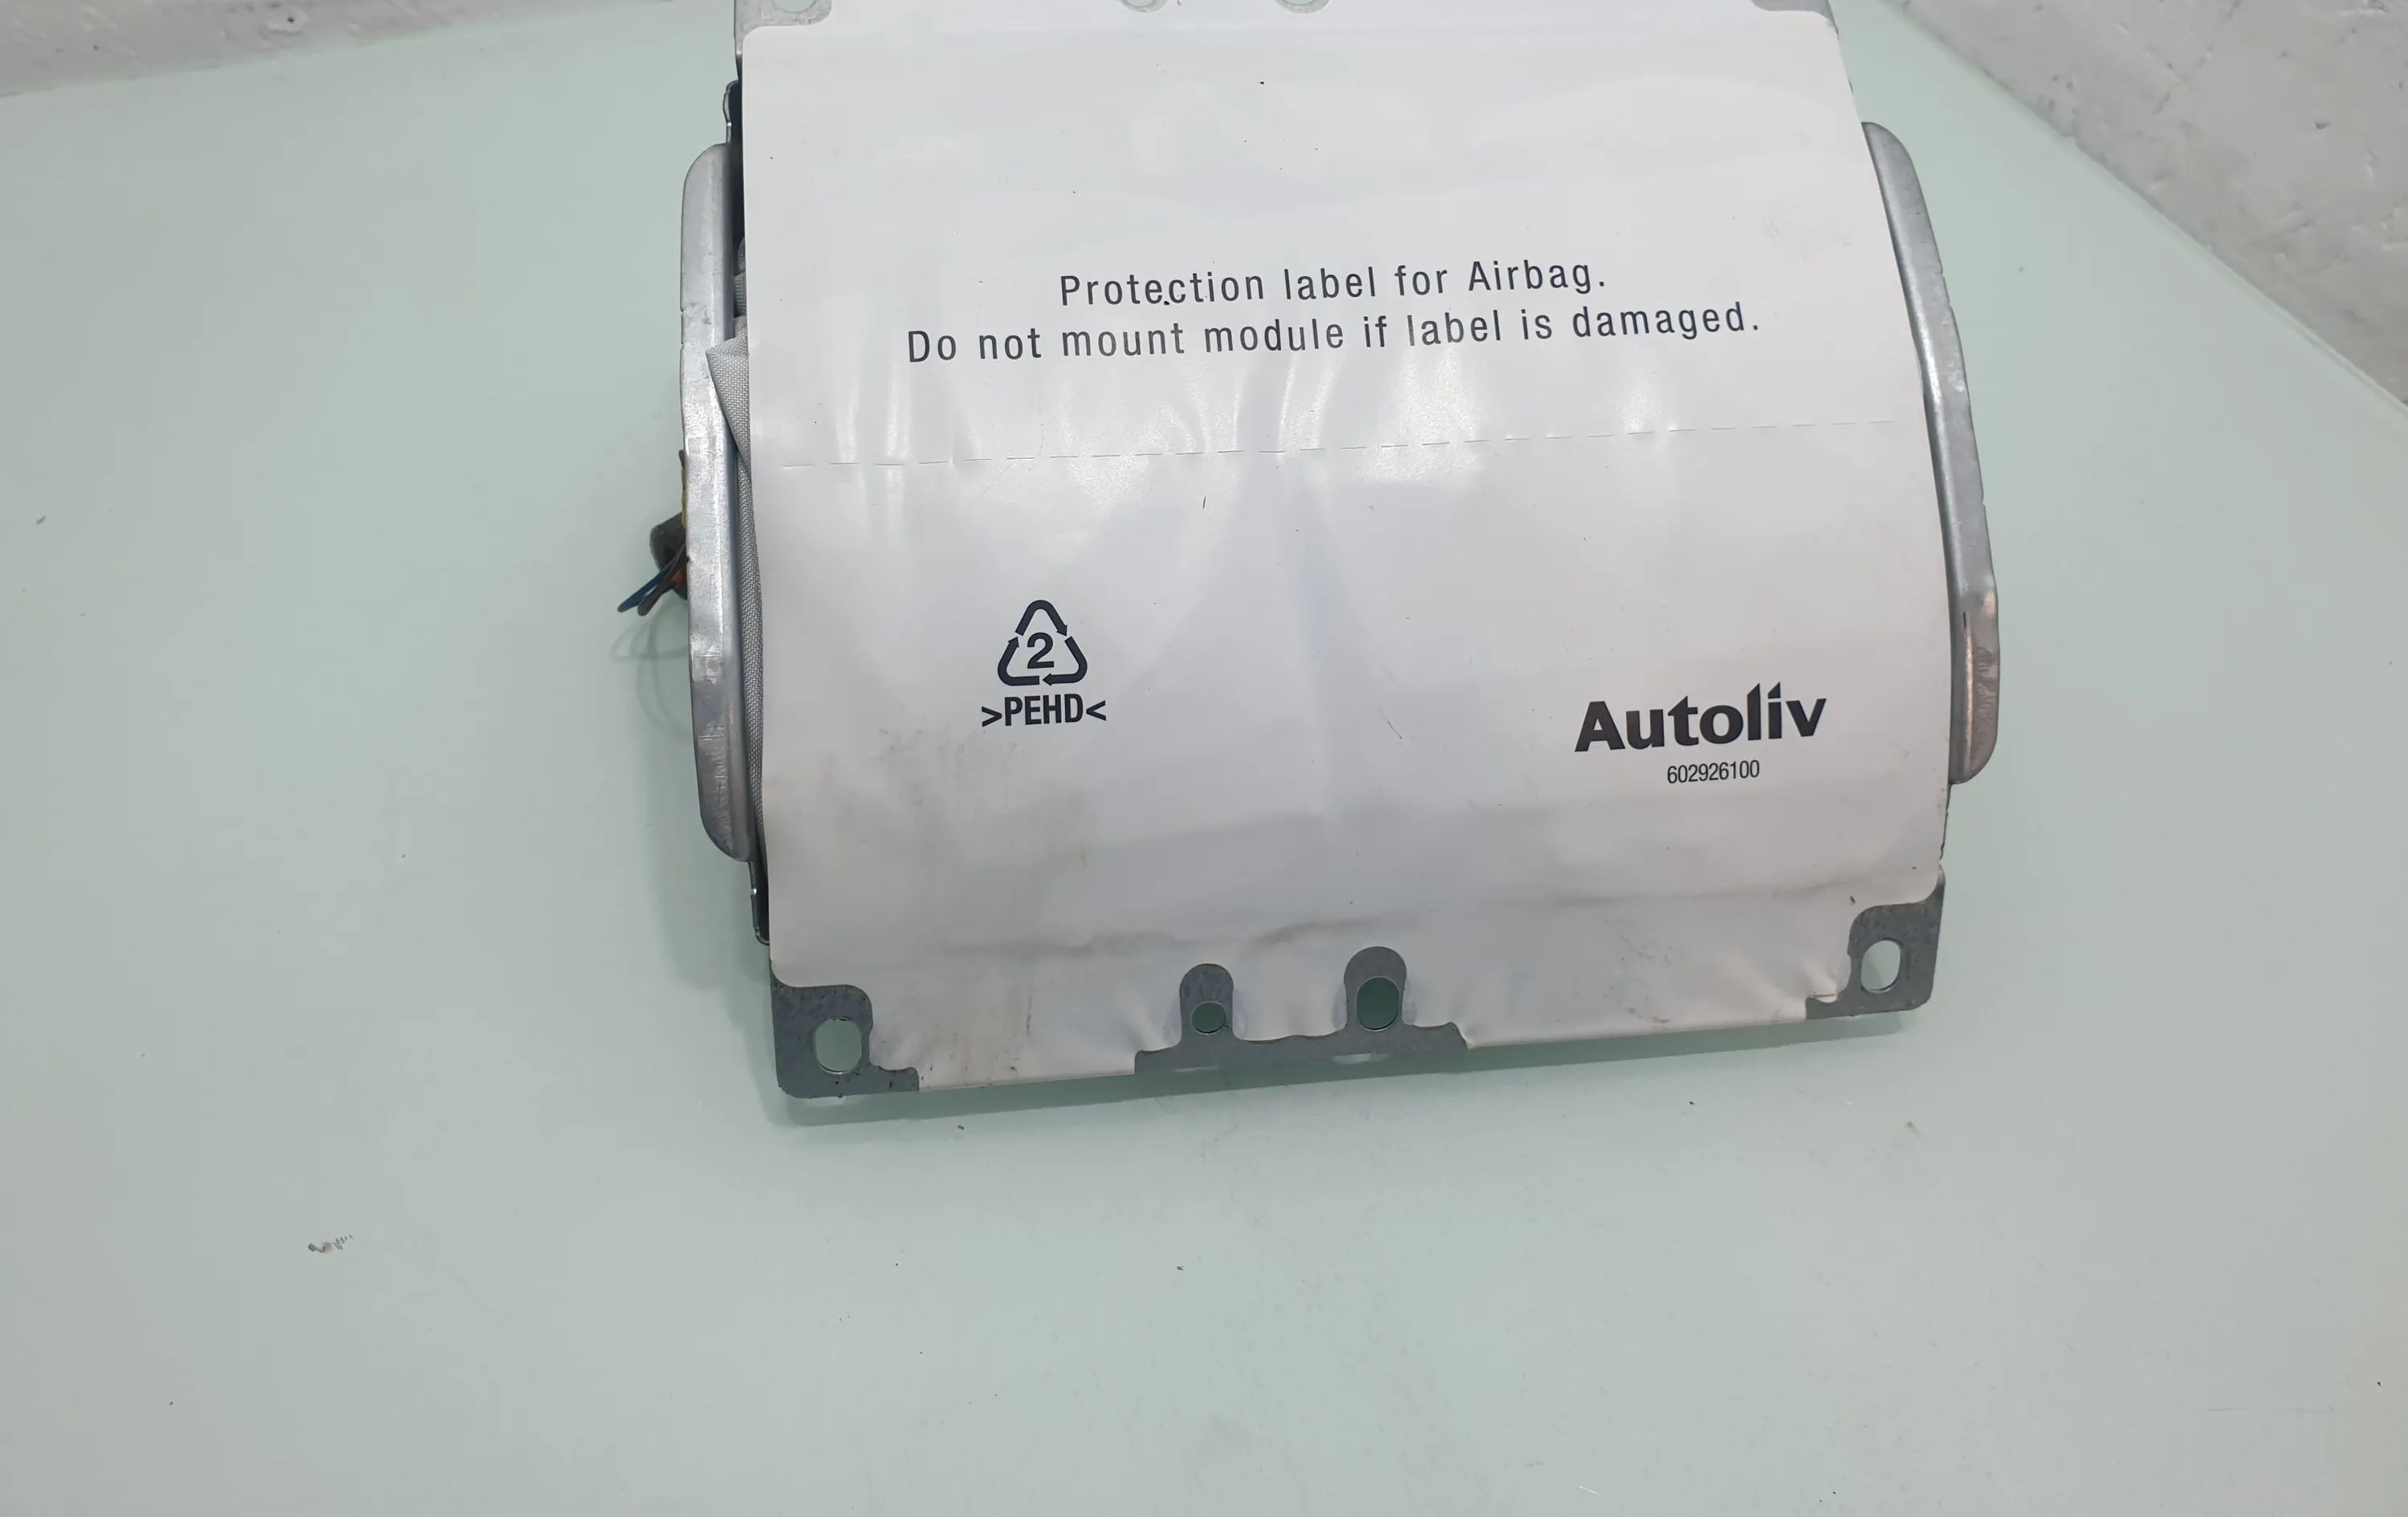 Protection label for Airbag.
Do not mount module if label is damaged.
2
>PEHD<
Autoliv
602926100